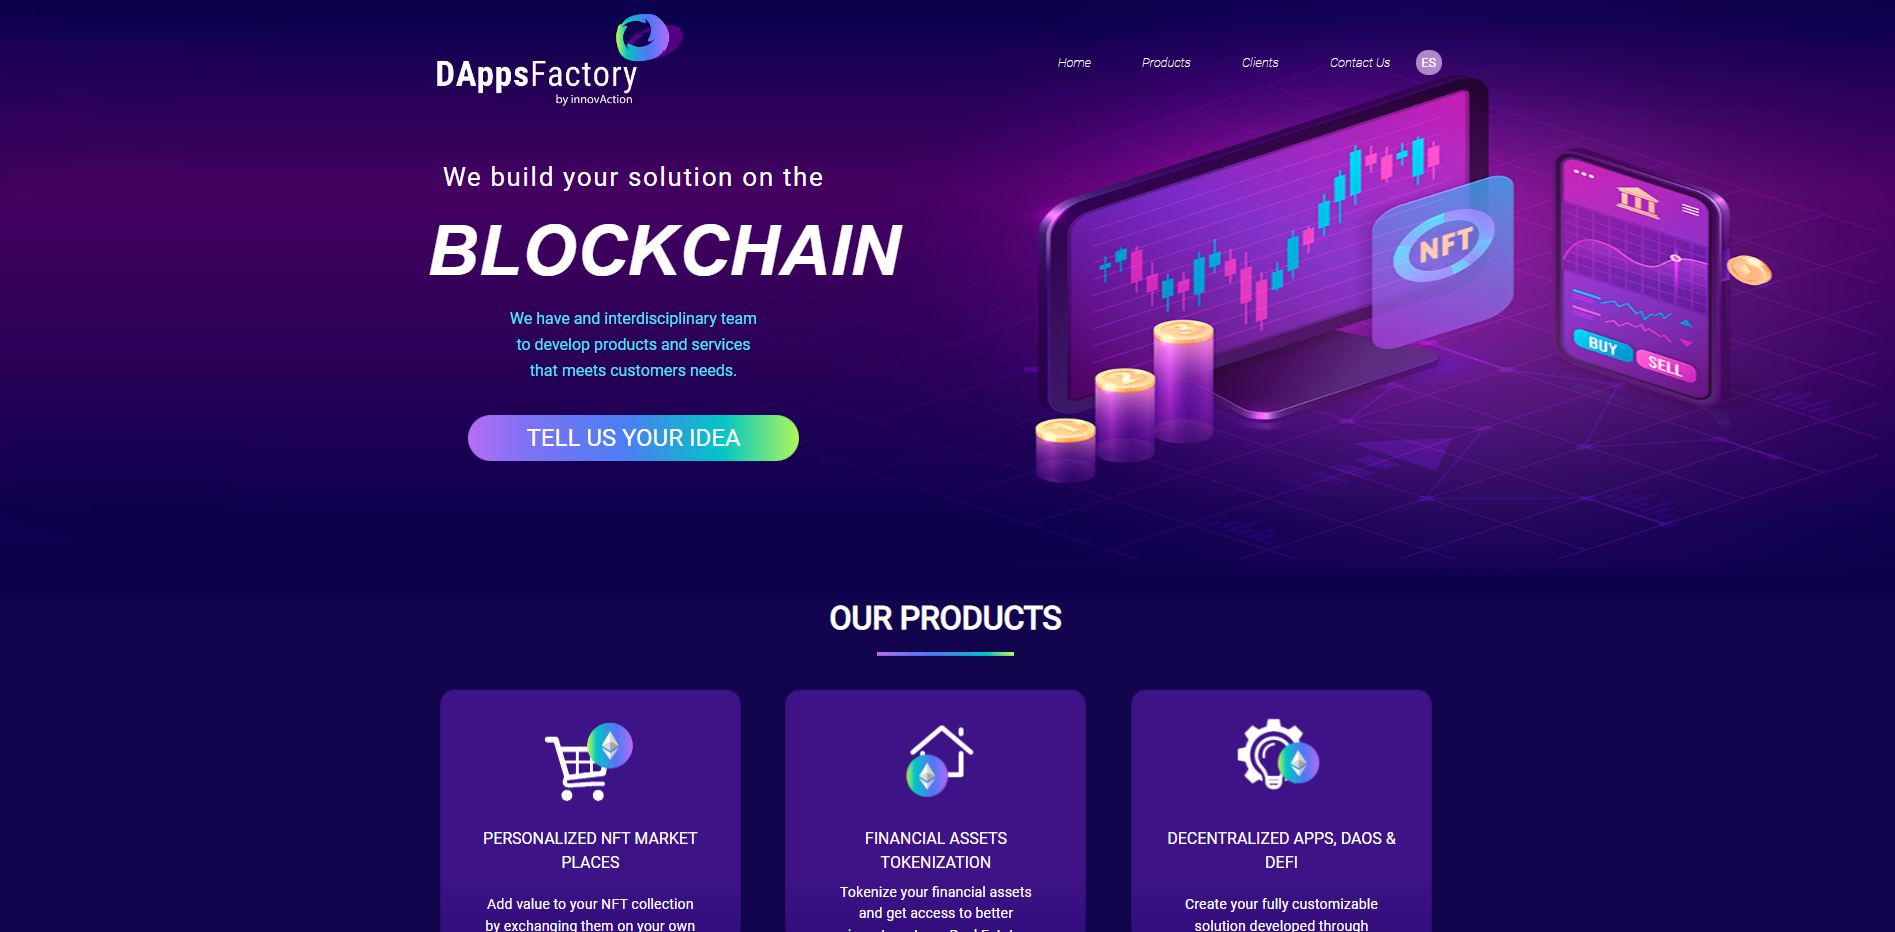 DAppsFactory
by innovAction
Home Products Clients Contact Us ES
We build your solution on the
BLOCKCHAIN
We have and interdisciplinary team
to develop products and services
that meets customers needs.
TELL US YOUR IDEA
NFT
BUY
SELL
1
2
3
OUR PRODUCTS
PERSONALIZED NFT MARKET
PLACES
Add value to your NFT collection
by exchanging them on your own
FINANCIAL ASSETS
TOKENIZATION
Tokenize your financial assets
and get access to better
DECENTRALIZED APPS, DAOS &
DEFI
Create your fully customizable
solution developed through